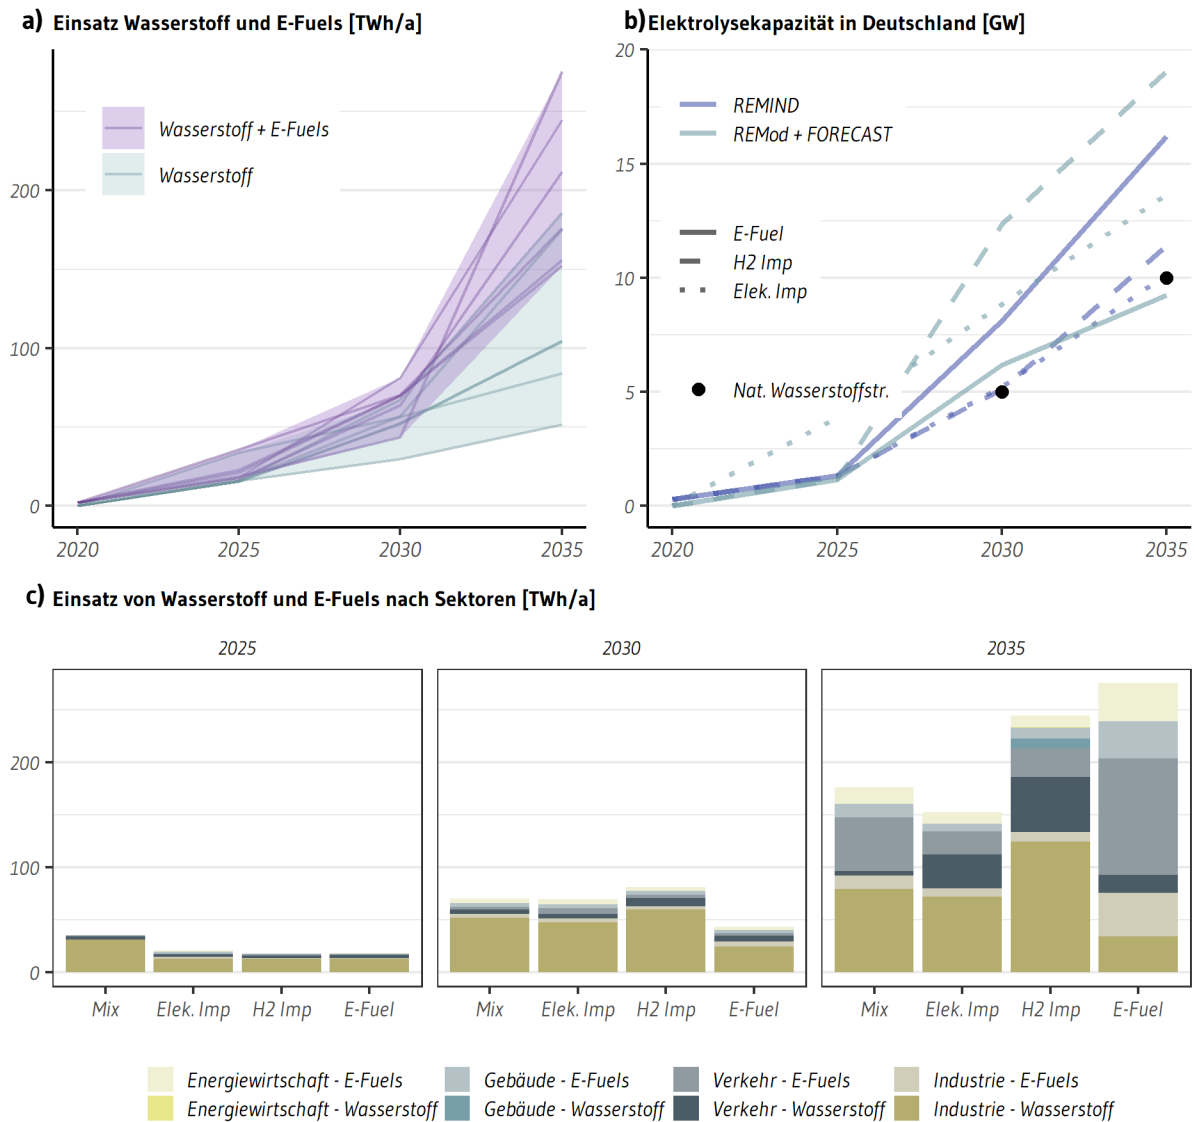 a) Einsatz Wasserstoff und E-Fuels [TWh/a]
200
100
0
2020 2025 2030 2035
Wasserstoff + E-Fuels
Wasserstoff
b) Elektrolysekapazität in Deutschland [GW]
20
15
10
5
0
2020 2025 2030 2035
REMIND
REMod + FORECAST
E-Fuel
H2 Imp
Elek. Imp
Nat. Wasserstoffstr.
c) Einsatz von Wasserstoff und E-Fuels nach Sektoren [TWh/a]
2025 2030 2035
200
100
0
Mix Elek. Imp H2 Imp E-Fuel Mix Elek. Imp H2 Imp E-Fuel Mix Elek. Imp H2 Imp E-Fuel
Energiewirtschaft - E-Fuels Gebäude - E-Fuels Verkehr - E-Fuels Industrie - E-Fuels
Energiewirtschaft - Wasserstoff Gebäude - Wasserstoff Verkehr - Wasserstoff Industrie - Wasserstoff